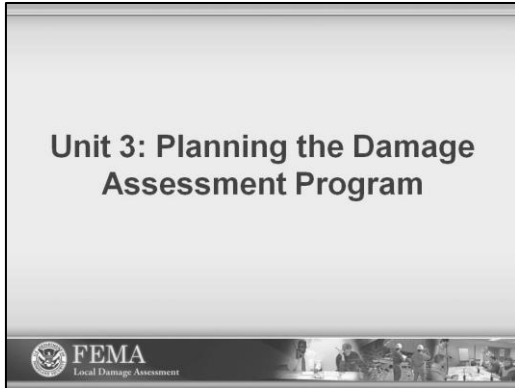 Unit 3: Planning the Damage
Assessment Program
FEMA
Local Damage Assessment